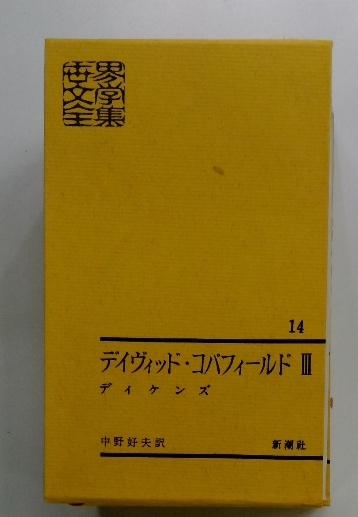 世界
文学
全集
14
デイヴィッド・コパフィールド Ⅲ
ディケンズ
中野好夫訳
新潮社